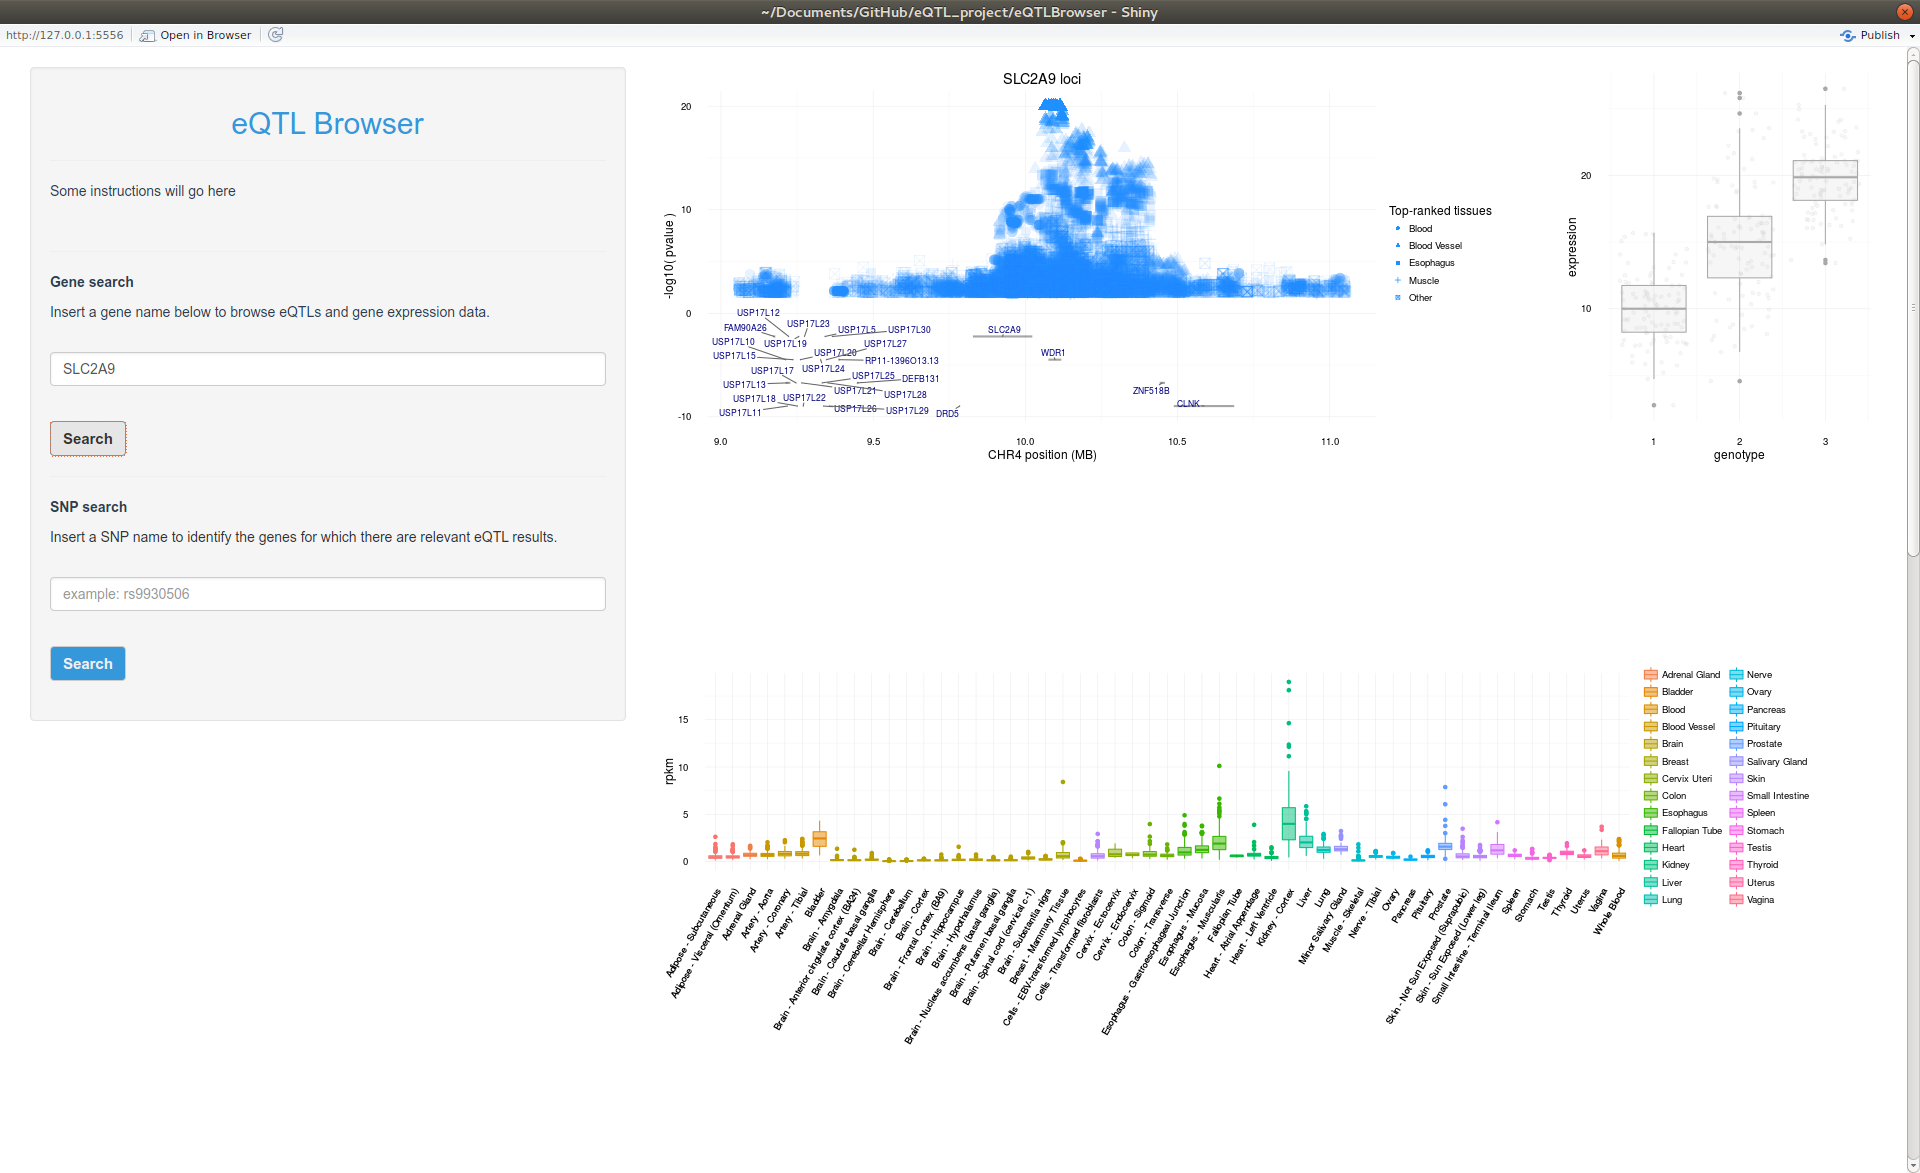 ~/Documents/GitHub/eQTL_project/eQTLBrowser - Shiny
http://127.0.0.1:5556
Open in Browser
Publish
eQTL Browser
Some instructions will go here
Gene search
Insert a gene name below to browse eQTLs and gene expression data.
SLC2A9
Search
SNP search
Insert a SNP name to identify the genes for which there are relevant eQTL results.
example: rs9930506
Search
SLC2A9 loci
20
10
0
-10
-log10( pvalue )
USP17L12
FAM90A26
USP17L23
USP17L5
USP17L30
USP17L10
USP17L19
USP17L27
USP17L15
USP17L20
RP11-1396O13.13
USP17L17
USP17L24
USP17L25
DEFB131
USP17L13
USP17L21
USP17L28
USP17L18
USP17L22
USP17L11
USP17L26
USP17L29
DRD5
SLC2A9
WDR1
ZNF518B
CLNK
9.0
9.5
10.0
10.5
11.0
CHR4 position (MB)
Top-ranked tissues
Blood
Blood Vessel
Esophagus
Muscle
Other
expression
20
10
1
2
3
genotype
rpkm
15
10
5
0
Adipose - Subcutaneous
Adipose - Visceral (Omentum)
Adrenal Gland
Artery - Aorta
Artery - Coronary
Artery - Tibial
Bladder
Brain - Amygdala
Brain - Anterior cingulate cortex (BA24)
Brain - Caudate basal ganglia
Brain - Cerebellar Hemisphere
Brain - Cerebellum
Brain - Cortex
Brain - Frontal Cortex (BA9)
Brain - Hippocampus
Brain - Hypothalamus
Brain - Nucleus accumbens (basal ganglia)
Brain - Putamen basal ganglia
Brain - Spinal cord (cervical c-1)
Brain - Substantia nigra
Breast - Mammary Tissue
Cells - EBV-transformed lymphocytes
Cells - Transformed fibroblasts
Cervix - Ectocervix
Cervix - Endocervix
Colon - Sigmoid
Colon - Transverse
Esophagus - Gastroesophageal Junction
Esophagus - Mucosa
Esophagus - Muscularis
Fallopian Tube
Heart - Atrial Appendage
Heart - Left Ventricle
Kidney - Cortex
Liver
Lung
Minor Salivary Gland
Muscle - Skeletal
Nerve - Tibial
Ovary
Pancreas
Pituitary
Prostate
Skin - Not Sun Exposed (Suprapubic)
Skin - Sun Exposed (Lower leg)
Small Intestine - Terminal Ileum
Spleen
Stomach
Testis
Thyroid
Uterus
Vagina
Whole Blood
Adrenal Gland
Bladder
Blood
Blood Vessel
Brain
Breast
Cervix Uteri
Colon
Esophagus
Fallopian Tube
Heart
Kidney
Liver
Lung
Nerve
Ovary
Pancreas
Pituitary
Prostate
Salivary Gland
Skin
Small Intestine
Spleen
Stomach
Testis
Thyroid
Uterus
Vagina